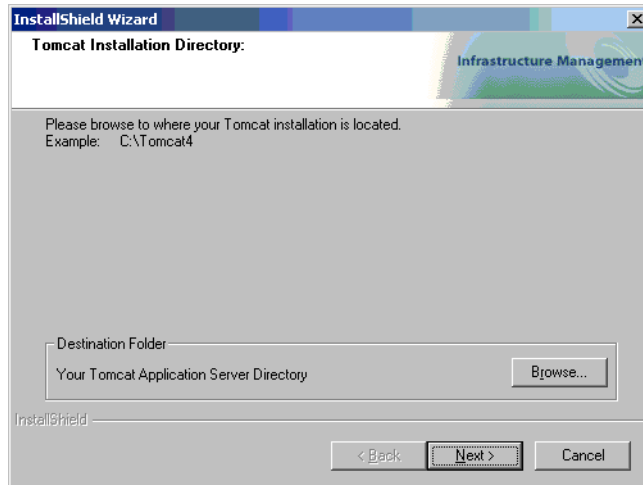 InstallShield Wizard
Tomcat Installation Directory:
Infrastructure Management
Please browse to where your Tomcat installation is located.
Example: C:\Tomcat4
Destination Folder
Your Tomcat Application Server Directory
Browse...
InstallShield
< Back
Next >
Cancel